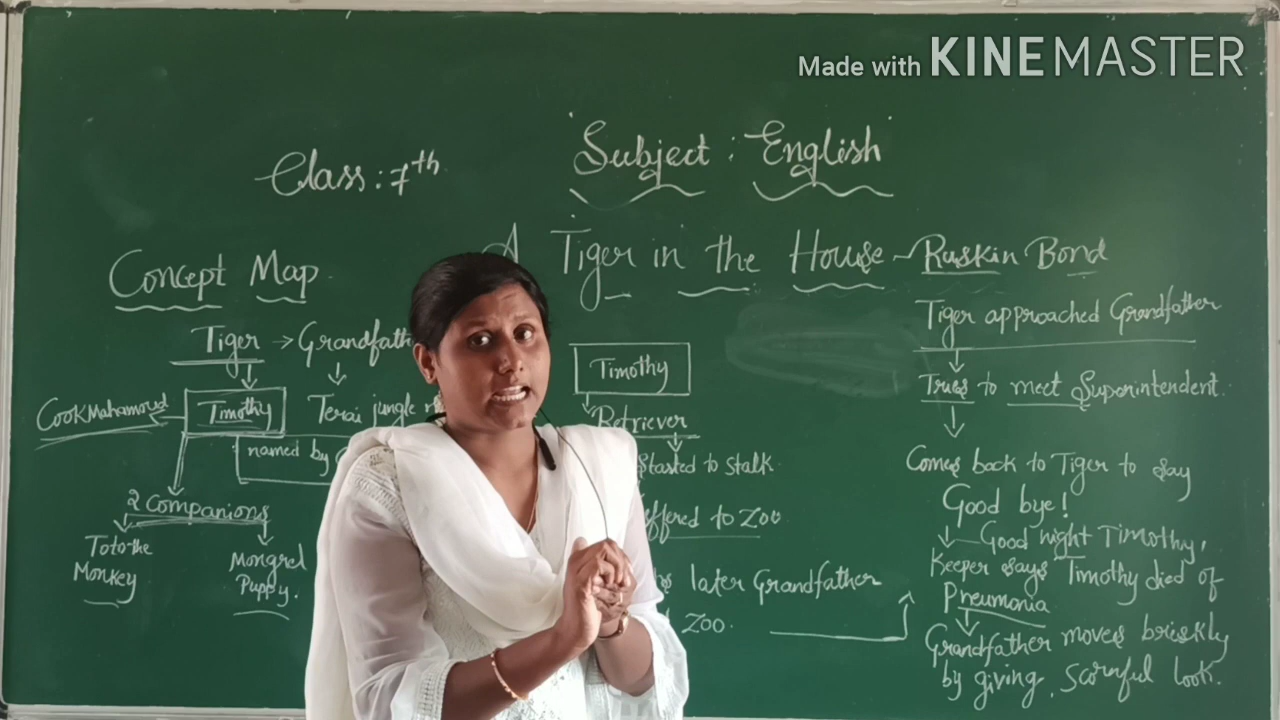 Made with KINEMASTER
Subject : English
Class : 7th
A Tiger in the House - Ruskin Bond
Concept Map
Tiger → Grandfath
Cook Mahamoud
Timothy
Terai jungle
named by
2 Companions
Toto the
Monkey
Mongrel
Puppy.
Timothy
Retriever
Started to Stalk
ffered to Zoo
later Grandfather
Zoo.
Tiger approached Grandfather
Tries to meet Superintendent.
Comes back to Tiger to say
Good bye!
Good night Timothy,
Keeper says Timothy died of
Pneumonia
Grandfather moves briskly
by giving, scornful look.